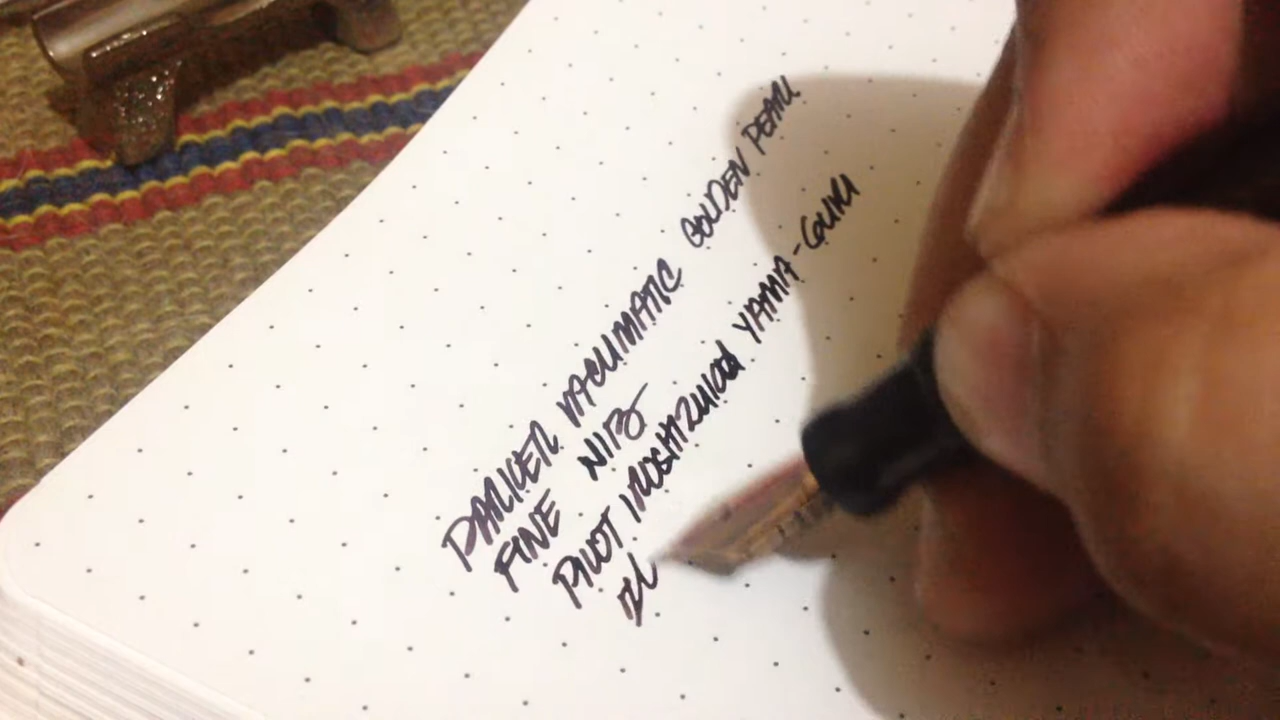 PARKER VACUMATIC GOLDEN PEARL
FINE NIB
PILOT IROSHIZUKU YAMA-GURI